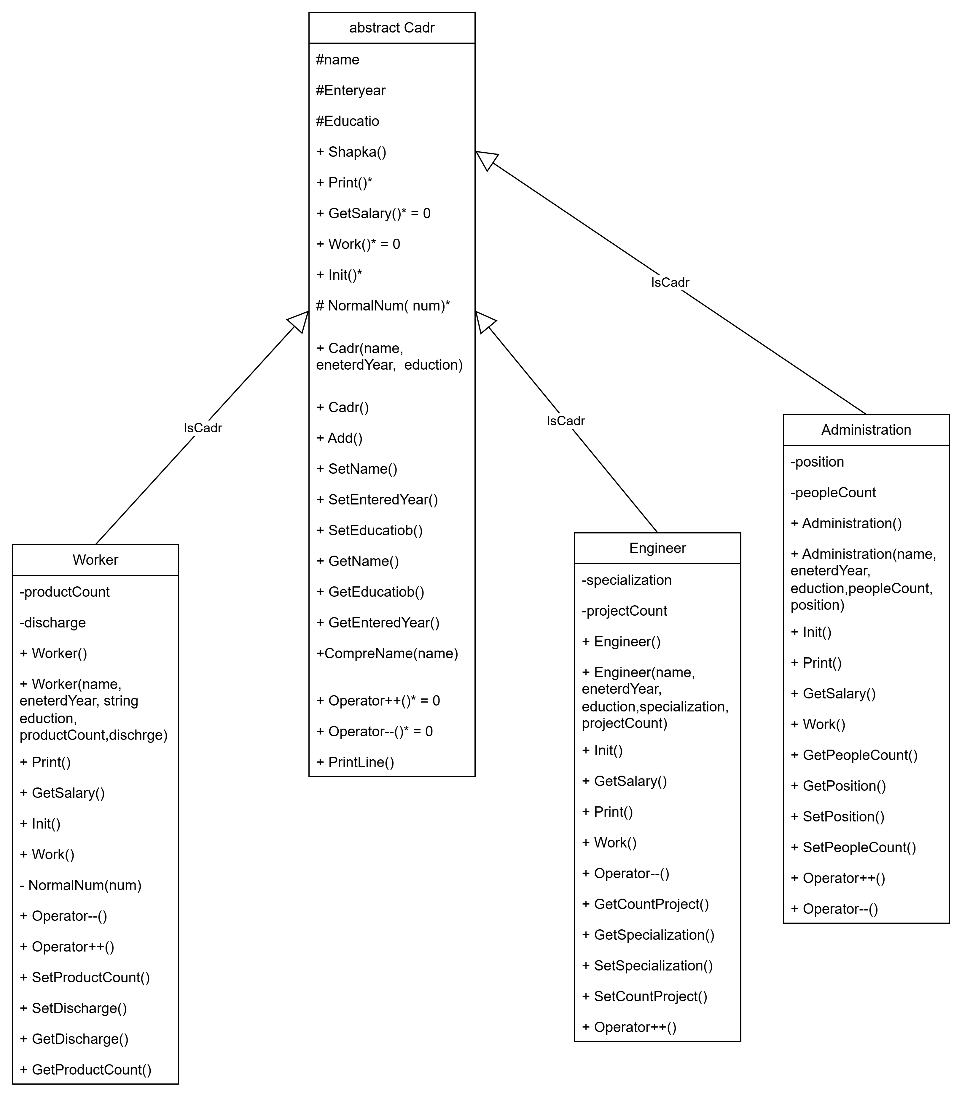 abstract Cadr
#name
#Enteryear
#Educatio
+ Shapka()
+ Print()*
+ GetSalary()* = 0
+ Work()* = 0
+ Init()*
# NormalNum( num)*
+ Cadr(name,
eneterdYear,  eduction)
+ Cadr()
+ Add()
+ SetName()
+ SetEnteredYear()
+ SetEducatiob()
+ GetName()
+ GetEducatiob()
+ GetEnteredYear()
+CompreName(name)
+ Operator++()* = 0
+ Operator--()* = 0
+ PrintLine()
IsCadr
IsCadr
IsCadr
Worker
-productCount
-discharge
+ Worker()
+ Worker(name,
eneterdYear, string
eduction,
productCount,dischrge)
+ Print()
+ GetSalary()
+ Init()
+ Work()
- NormalNum(num)
+ Operator--()
+ Operator++()
+ SetProductCount()
+ SetDischarge()
+ GetDischarge()
+ GetProductCount()
Engineer
-specialization
-projectCount
+ Engineer()
+ Engineer(name,
eneterdYear,
eduction,specialization,
projectCount)
+ Init()
+ GetSalary()
+ Print()
+ Work()
+ Operator--()
+ GetCountProject()
+ GetSpecialization()
+ SetSpecialization()
+ SetCountProject()
+ Operator++()
Administration
-position
-peopleCount
+ Administration()
+ Administration(name,
eneterdYear,
eduction,peopleCount,
position)
+ Init()
+ Print()
+ GetSalary()
+ Work()
+ GetPeopleCount()
+ GetPosition()
+ SetPosition()
+ SetPeopleCount()
+ Operator++()
+ Operator--()